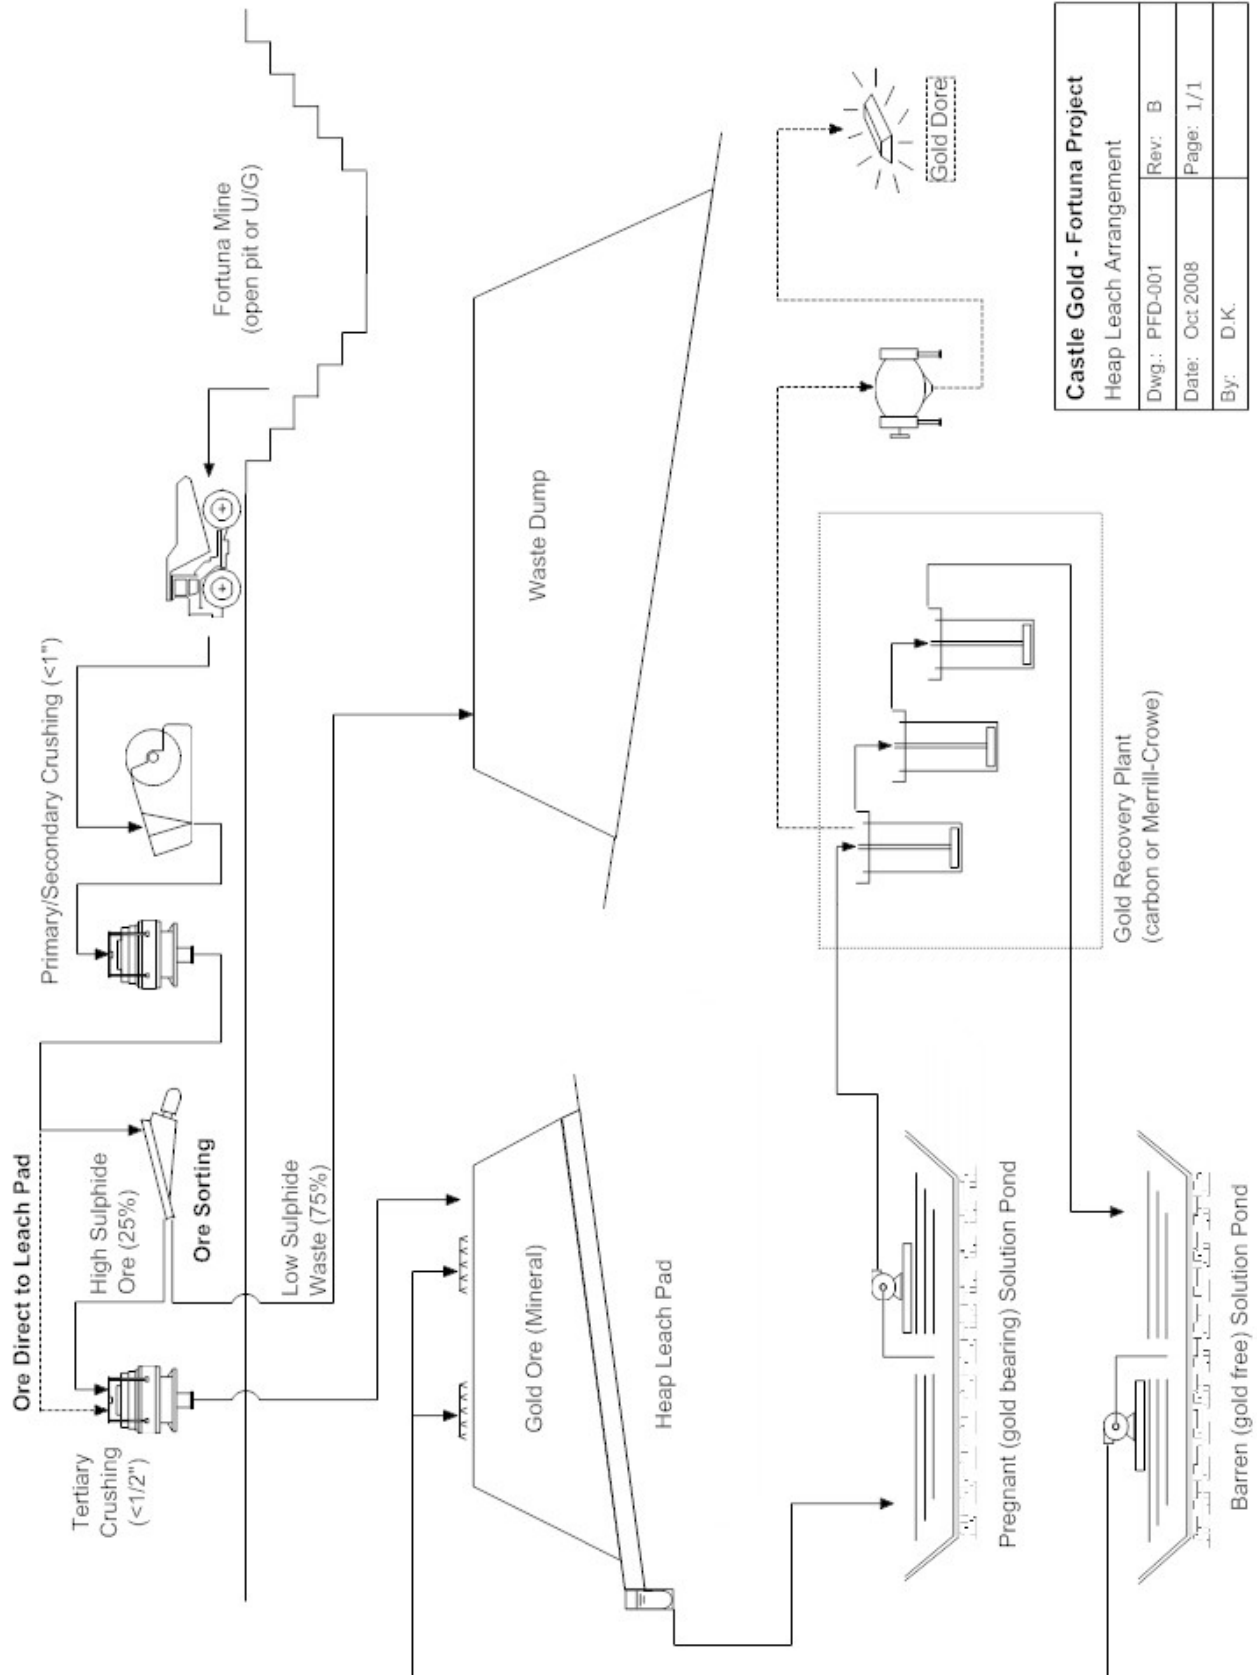 Fortuna Mine
(open pit or U/G)
Primary/Secondary Crushing (<1")
Ore Direct to Leach Pad
High Sulphide
Ore (25%)
Ore Sorting
Tertiary
Crushing
(<1/2")
Low Sulphide
Waste (75%)
Waste Dump
Gold Ore (Mineral)
Heap Leach Pad
Gold Dore
Gold Recovery Plant
(carbon or Merrill-Crowe)
Pregnant (gold bearing) Solution Pond
Barren (gold free) Solution Pond
Castle Gold - Fortuna Project
Heap Leach Arrangement
Dwg.: PFD-001 Rev: B
Date: Oct 2008 Page: 1/1
By: D.K.